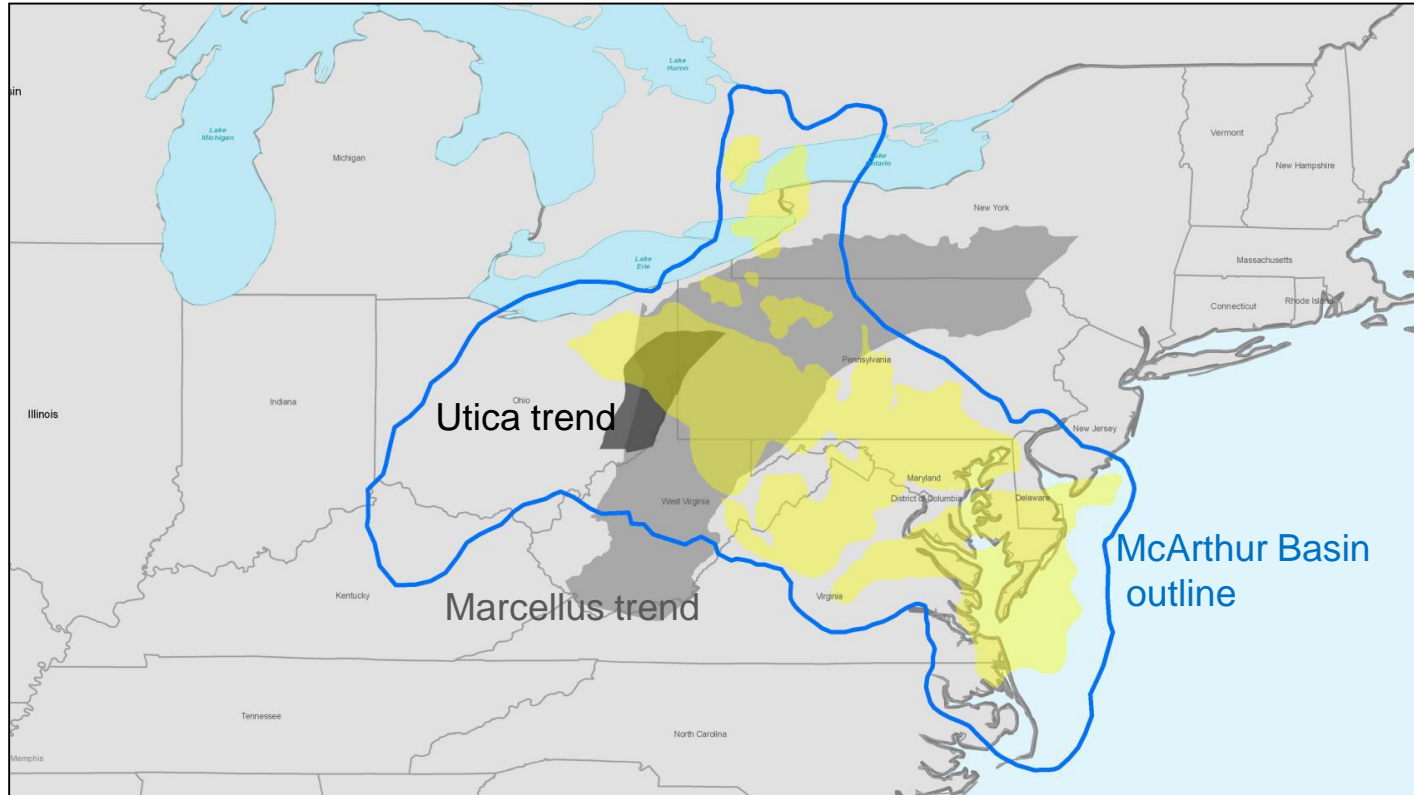 Lake
Huron
sin
Lake
Michigan
Michigan
Vermont
New Hampshire
Lake
Ontario
New York
Lake
Erie
Massachusetts
Connecticut
Rhode Island
Pennsylvania
Illinois
Indiana
Ohio
Utica trend
New Jersey
Maryland
District of Columbia
Delaware
West Virginia
McArthur Basin
outline
Kentucky
Marcellus trend
Virginia
Tennessee
North Carolina
Memphis